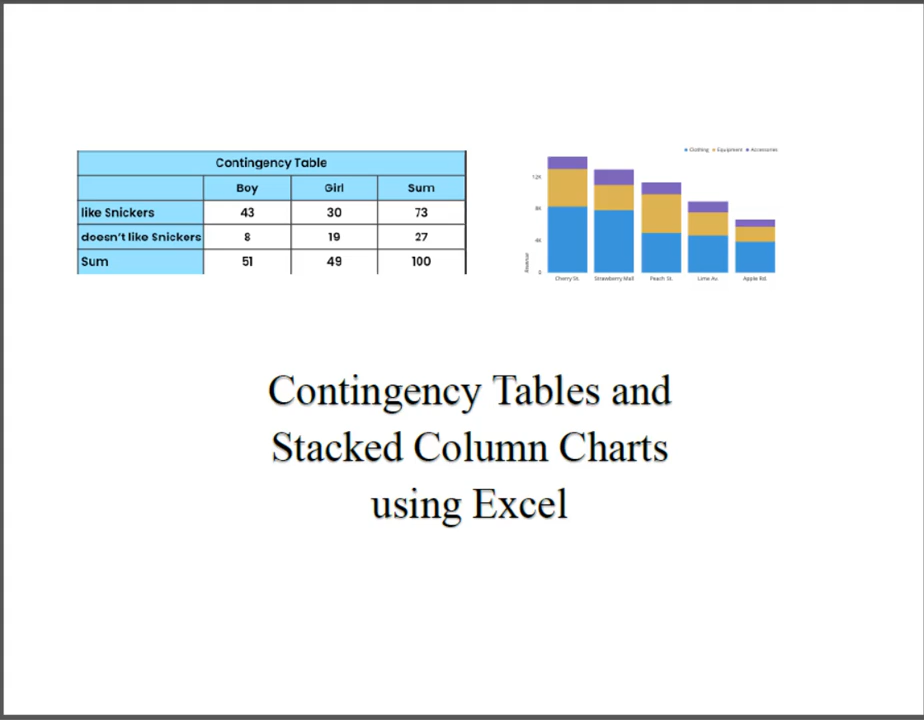 Contingency Table
Boy Girl Sum
like Snickers 43 30 73
doesn't like Snickers 8 19 27
Sum 51 49 100
Clothing Equipment Accessories
12K
8K
4K
0
Revenue
Cherry St. Strawberry Mall Peach St. Lime Av. Apple Rd.
Contingency Tables and
Stacked Column Charts
using Excel